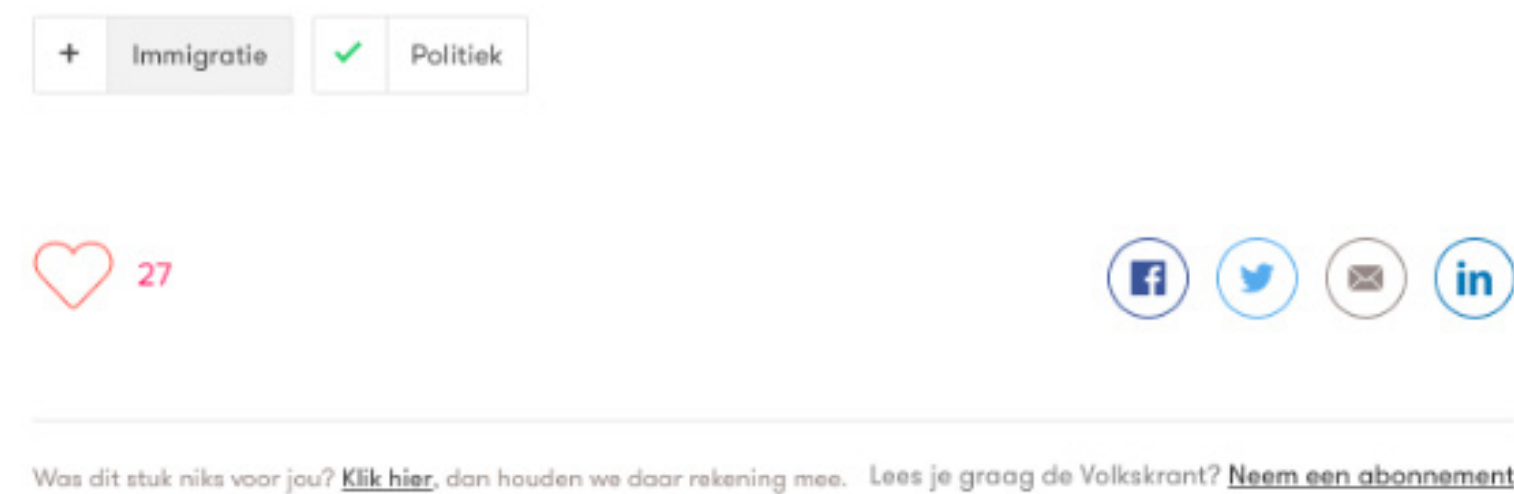 + Immigratie ✓ Politiek
27
Was dit stuk niks voor jou? Klik hier, dan houden we daar rekening mee. Lees je graag de Volkskrant? Neem een abonnement